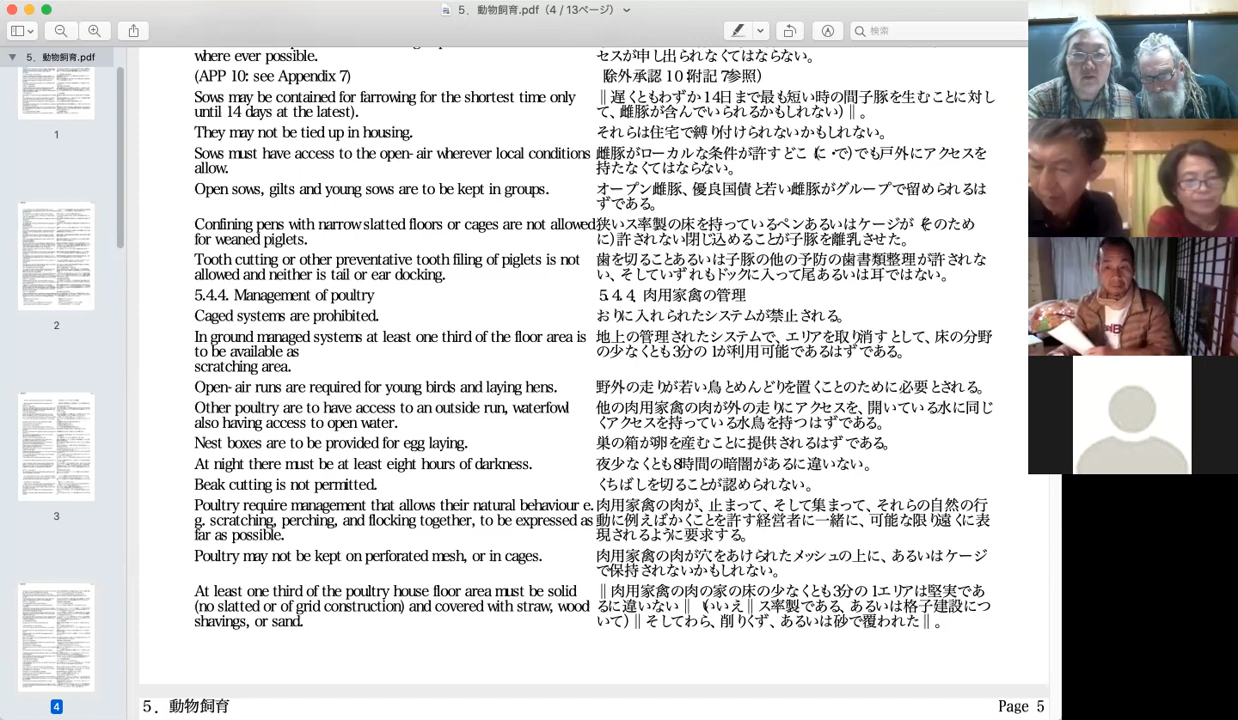 5．動物飼育.pdf（4 / 13ページ）
検索
5．動物飼育.pdf
1
2
3
4
where ever possible.
(AEP 10: see Appendix 7)
Sows may be contained for farrowing for the shortest time only
until 14 days at the latest).
They may not be tied up in housing.
Sows must have access to the open- air wherever local conditions
allow.
Open sows, gilts and young sows are to be kept in groups.
Confining pens with narrow slatted floors or cages are not allowed
for weaned piglets.
Tooth cutting or other preventative tooth filing of piglets is not
allowed and neither is tail or ear docking.
5.4.4. Management of poultry
Caged systems are prohibited.
In ground managed systems at least one third of the floor area is
to be available as
scratching area.
Open- air runs are required for young birds and laying hens.
Other poultry are to have access to an outside run, waterfowl
also having access to open water.
Nest boxes are to be provided for egg laying.
At night there must be at least eight hours of darkness.
Beak cutting is not permitted.
Poultry require management that allows their natural behaviour e.
g. scratching, perching, and flocking together, to be expressed as
far as possible.
Poultry may not be kept on perforated mesh, or in cages.
At least one third of the poultry house floor area must be solid
(no slatted or of grid construction) and covered with straw, wood
shavings, or sand.
セスが申し出られなくてはならない。
除外承認 10:附記 7参照）
‖遅くともわずか 14日まで最も短い時の間子豚を生むことに対し
て、雌豚が含んでいられるかもしれない）‖。
それらは住宅で縛り付けられないかもしれない。
雌豚がローカルな条件が許すどこ（に・で）でも戸外にアクセスを
持たなくてはならない。
オープン雌豚、優良国債と若い雌豚がグループで留められるは
ずである。
狭いス率製の床を持っているペンあるいはケージが そのため
に）許されない閉じ込めることが子豚を離乳させた。
歯を切ることあるいは子豚の他の予防の歯書類整理が許されな
い、そしていずれもドックに入って尾あるいは耳でない。
5.4.4. 肉用家禽の管理
おりに入れられたシステムが禁止される。
地上の管理されたシステムで、エリアを取り消すとして、床の分野
の少なくとも3分の 1が利用可能であるはずである。
野外の走りが若い鳥とめんどりを置くことのために必要とされる。
他の肉用家禽の肉が外の走りにアクセスを、開いている水に同じ
くアクセスを持っている水鳥を持つはずである。
巣の箱が卵を産むことに提供されるはずである。
夜少なくとも8時間の暗闇があるに違いない。
くちばしを切ることが認められない。
肉用家禽の肉が、止まって、そして集まって、それらの自然の行
動に例えばかくことを許す経営者に一緒に、可能な限り遠くに表
現されるように要求する。
肉用家禽の肉が穴をあけられたメッシュの上に、あるいはケージ
で保持されないかもしれない。
‖肉用家禽の肉の家の床の少なくとも3分の 1エリアは堅実であ
るに違いない‖（いいえ ス率製である、あるいは格子建設につ
いて）‖そしてわら、削りくず、あるいは砂で覆われた‖。
5．動物飼育
Page 5